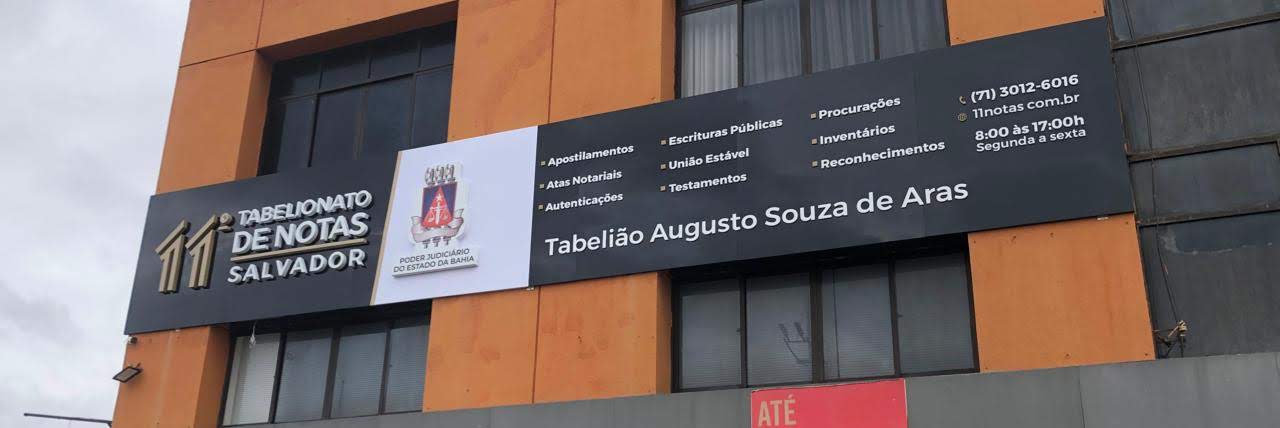 11º TABELIONATO
DE NOTAS
SALVADOR
PODER JUDICIÁRIO
DO ESTADO DA BAHIA
Apostilamentos
Atas Notariais
Autenticações
Escrituras Públicas
União Estável
Testamentos
Procurações
Inventários
Reconhecimentos
Tabelião Augusto Souza de Aras
(71) 3012-6016
11notas.com.br
8:00 às 17:00h
Segunda a sexta
ATÉ